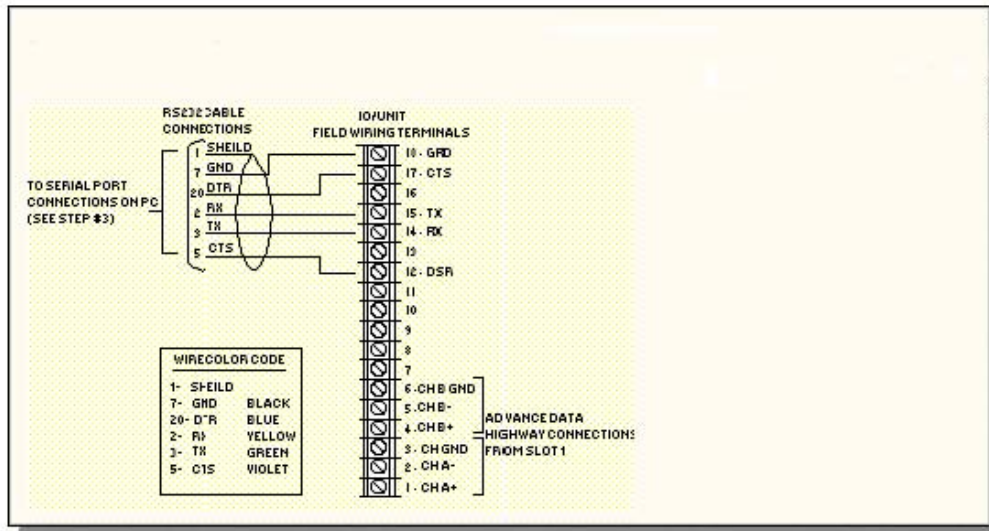 RS232 CABLE
CONNECTIONS
1 SHEILD
7 GND
20 DTR
2 RX
3 TX
5 CTS
TO SERIAL PORT
CONNECTIONS ON PC
(SEE STEP #3)
IO/UNIT
FIELD WIRING TERMINALS
18 - GRD
17 - CTS
16
15 - TX
14 - RX
13
12 - DSR
11
10
9
8
7
6 - CHB GND
5 - CHB-
4 - CHB+
3 - CHGND
2 - CHA-
1 - CHA+
ADVANCE DATA
HIGHWAY CONNECTIONS
FROM SLOT 1
WIRE COLOR CODE
1- SHEILD
7- GND BLACK
20- DTR BLUE
2- RX YELLOW
3- TX GREEN
5- CTS VIOLET